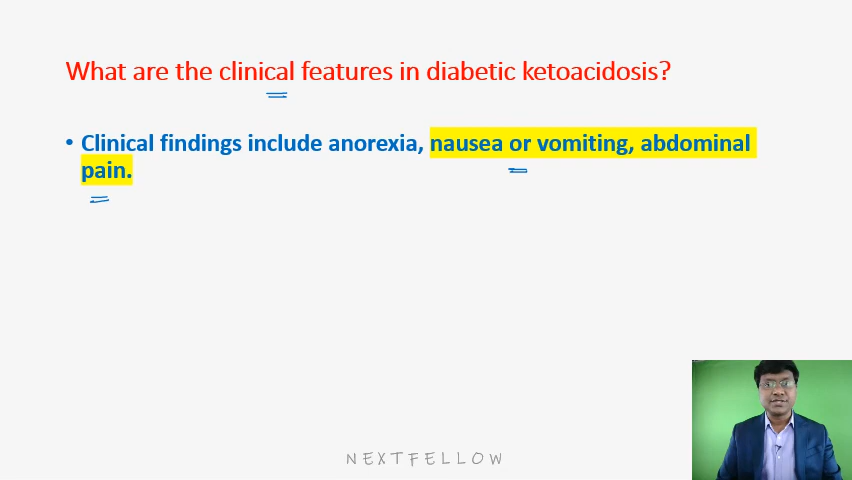 What are the clinical features in diabetic ketoacidosis?
• Clinical findings include anorexia, nausea or vomiting, abdominal
pain.
NEXTFELLOW